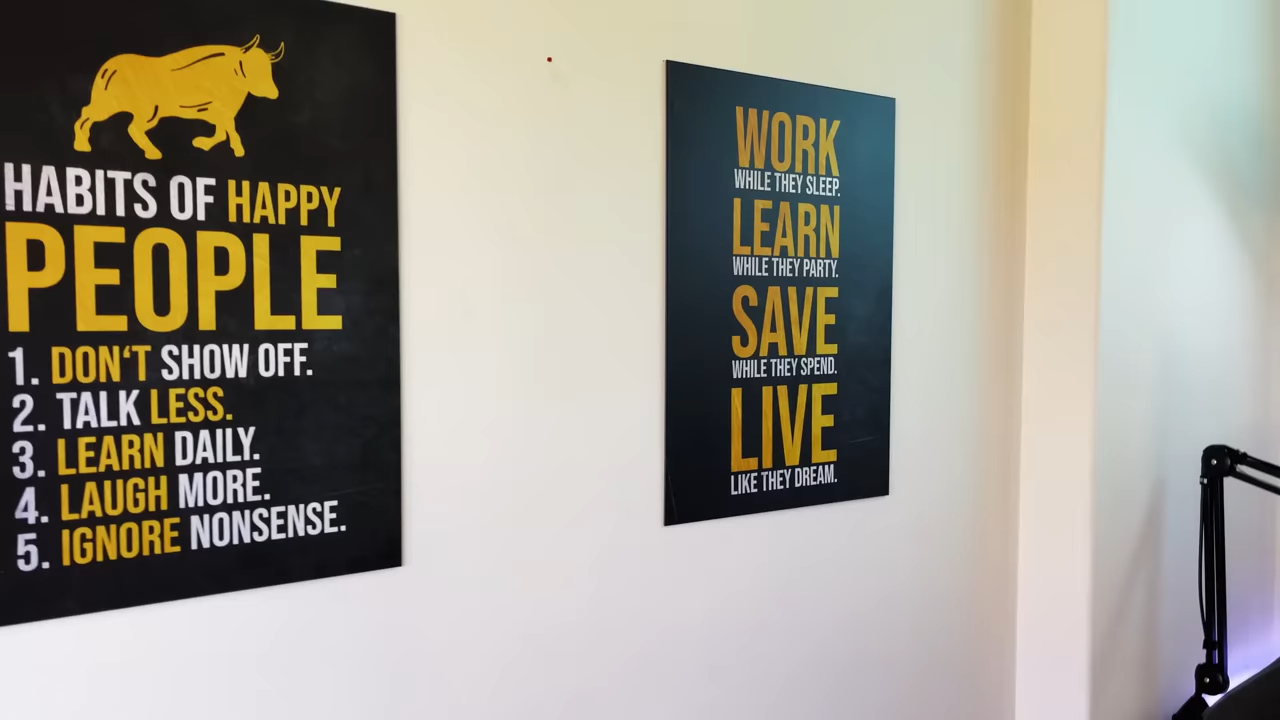 HABITS OF HAPPY
PEOPLE
1. DON‘T SHOW OFF.
2. TALK LESS.
3. LEARN DAILY.
4. LAUGH MORE.
5. IGNORE NONSENSE.
WORK
WHILE THEY SLEEP.
LEARN
WHILE THEY PARTY.
SAVE
WHILE THEY SPEND.
LIVE
LIKE THEY DREAM.